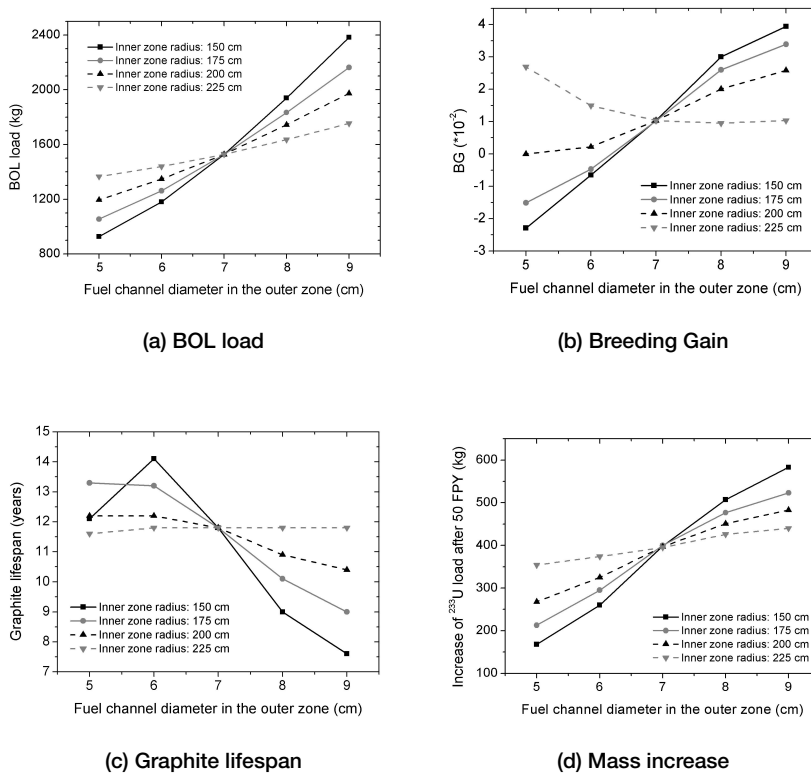 2400
2000
1600
1200
800
BOL load
(kg)
Inner zone radius: 150 cm
Inner zone radius: 175 cm
Inner zone radius: 200 cm
Inner zone radius: 225 cm
5 6 7 8 9
Fuel channel diameter in the outer zone (cm)
(a) BOL load
4
3
2
1
0
-1
-2
-3
BG (*10-2)
Inner zone radius: 150 cm
Inner zone radius: 175 cm
Inner zone radius: 200 cm
Inner zone radius: 225 cm
5 6 7 8 9
Fuel channel diameter in the outer zone (cm)
(b) Breeding Gain
15
14
13
12
11
10
9
8
7
Graphite lifespan (years)
Inner zone radius: 150 cm
Inner zone radius: 175 cm
Inner zone radius: 200 cm
Inner zone radius: 225 cm
5 6 7 8 9
Fuel channel diameter in the outer zone (cm)
(c) Graphite lifespan
600
500
400
300
200
100
Increase of 233U load after 50 FPY (kg)
Inner zone radius: 150 cm
Inner zone radius: 175 cm
Inner zone radius: 200 cm
Inner zone radius: 225 cm
5 6 7 8 9
Fuel channel diameter in the outer zone (cm)
(d) Mass increase